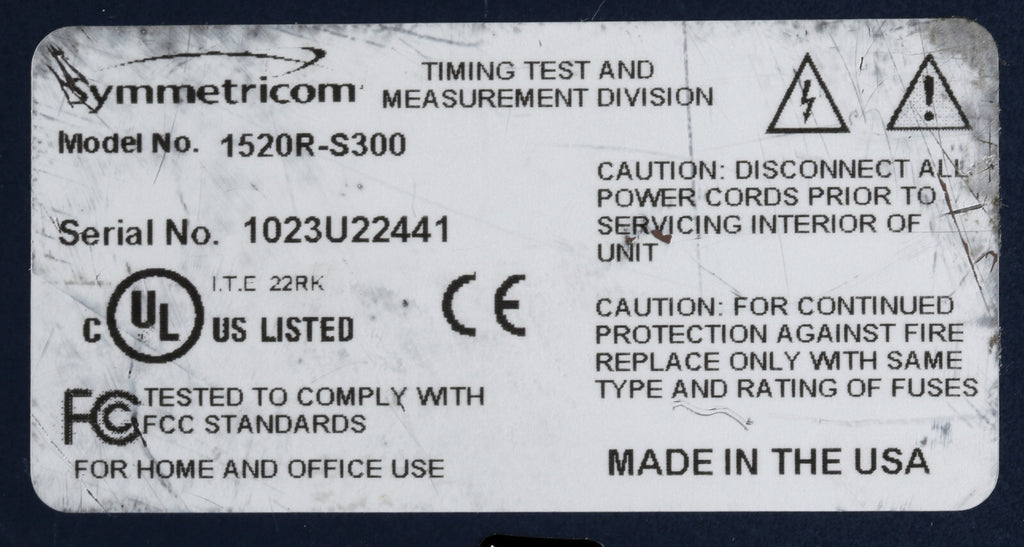 Symmetricom
TIMING TEST AND
MEASUREMENT DIVISION
Model No. 1520R-S300
Serial No. 1023U22441
I.T.E 22RK
C UL US LISTED
CE
FCC TESTED TO COMPLY WITH
FCC STANDARDS
FOR HOME AND OFFICE USE
CAUTION: DISCONNECT ALL
POWER CORDS PRIOR TO
SERVICING INTERIOR OF
UNIT
CAUTION: FOR CONTINUED
PROTECTION AGAINST FIRE
REPLACE ONLY WITH SAME
TYPE AND RATING OF FUSES
MADE IN THE USA